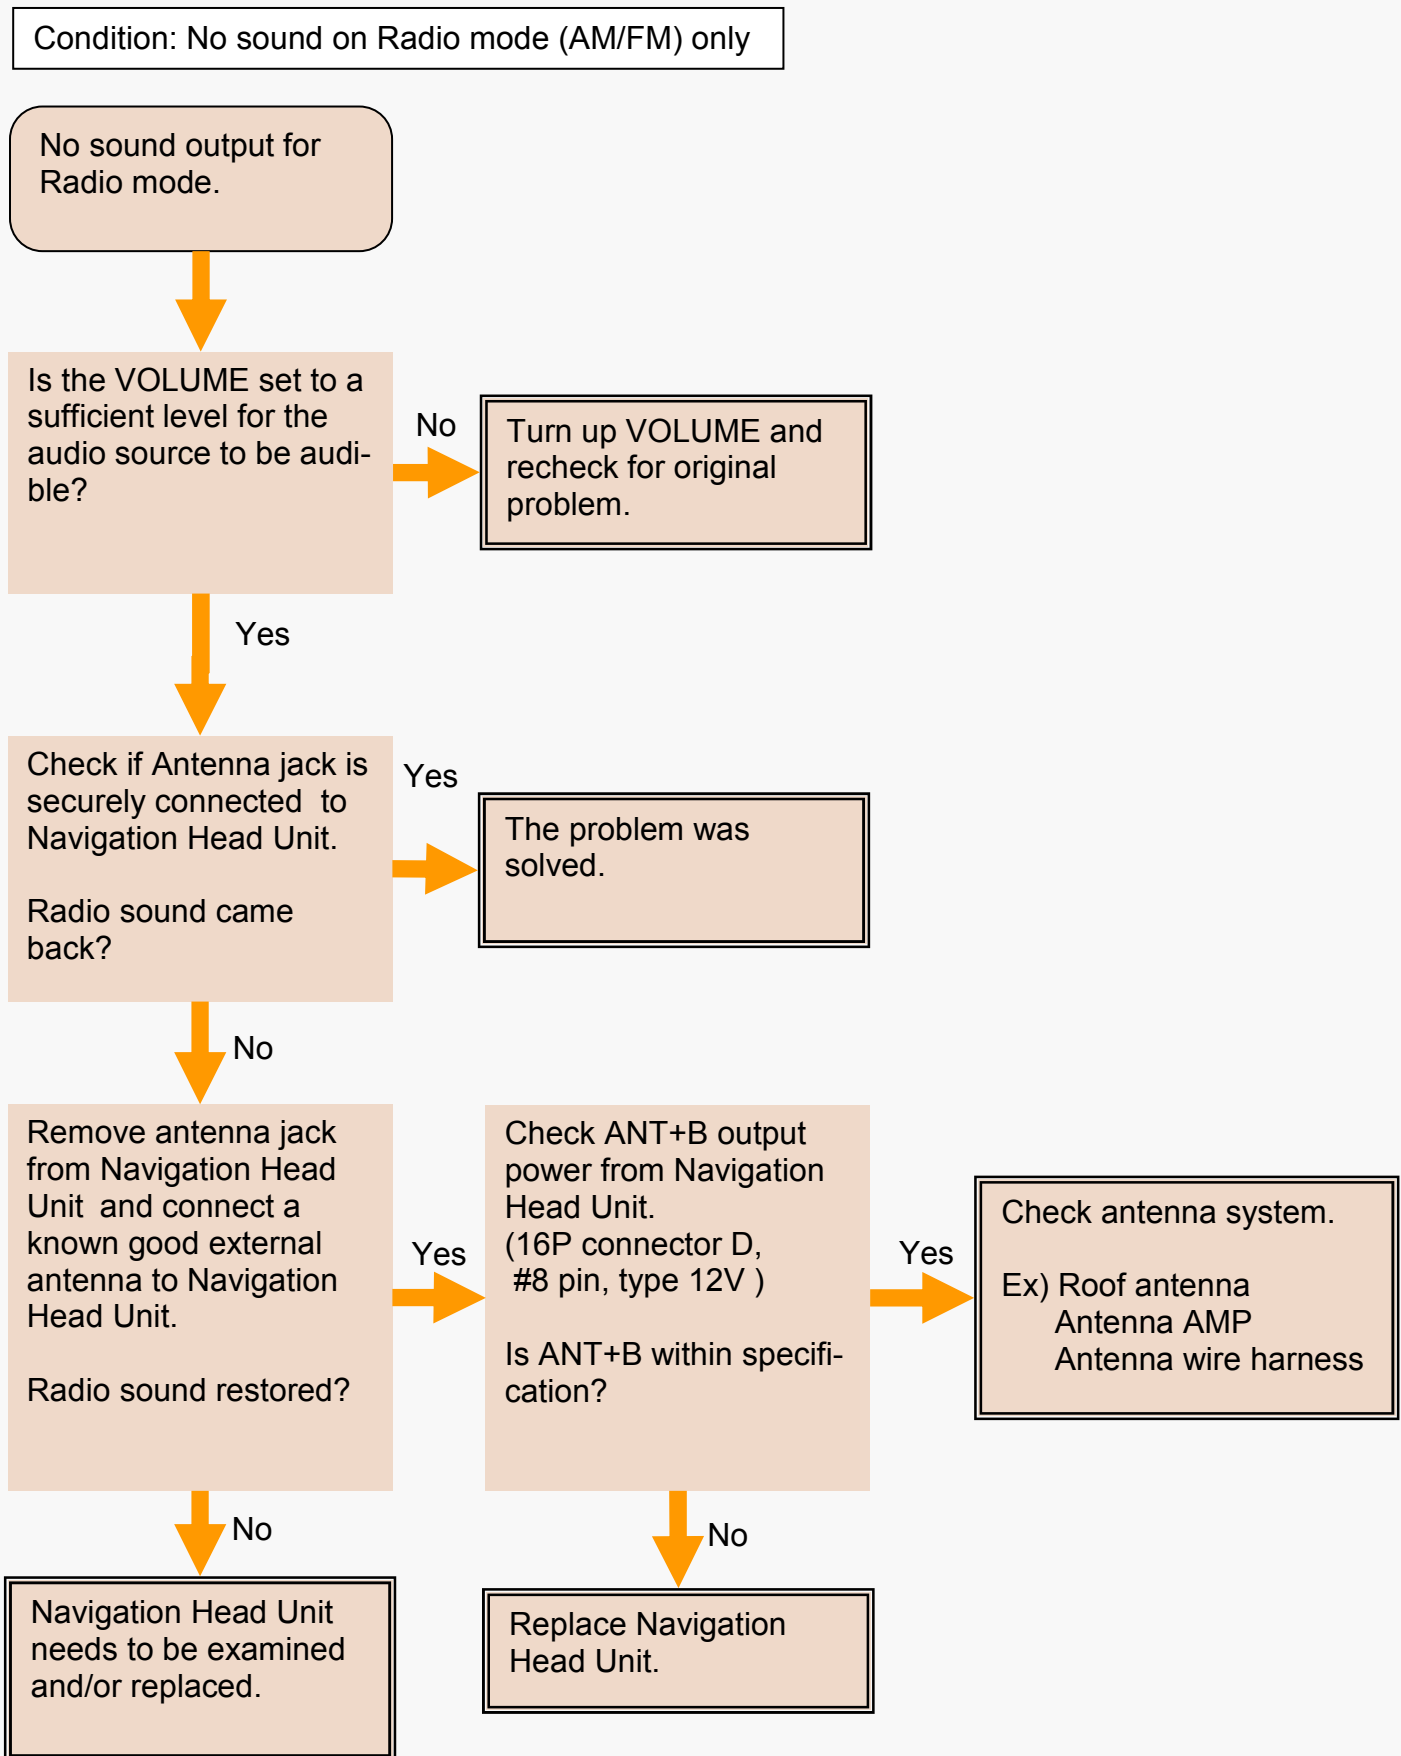 Condition: No sound on Radio mode (AM/FM) only
No sound output for
Radio mode.
Is the VOLUME set to a
sufficient level for the
audio source to be audi-
ble?
No
Turn up VOLUME and
recheck for original
problem.
Yes
Check if Antenna jack is
securely connected to
Navigation Head Unit.
Radio sound came
back?
Yes
The problem was
solved.
No
Remove antenna jack
from Navigation Head
Unit and connect a
known good external
antenna to Navigation
Head Unit.
Radio sound restored?
Yes
Check ANT+B output
power from Navigation
Head Unit.
(16P connector D,
#8 pin, type 12V )
Is ANT+B within specifi-
cation?
Yes
Check antenna system.
Ex) Roof antenna
Antenna AMP
Antenna wire harness
No
Navigation Head Unit
needs to be examined
and/or replaced.
No
Replace Navigation
Head Unit.